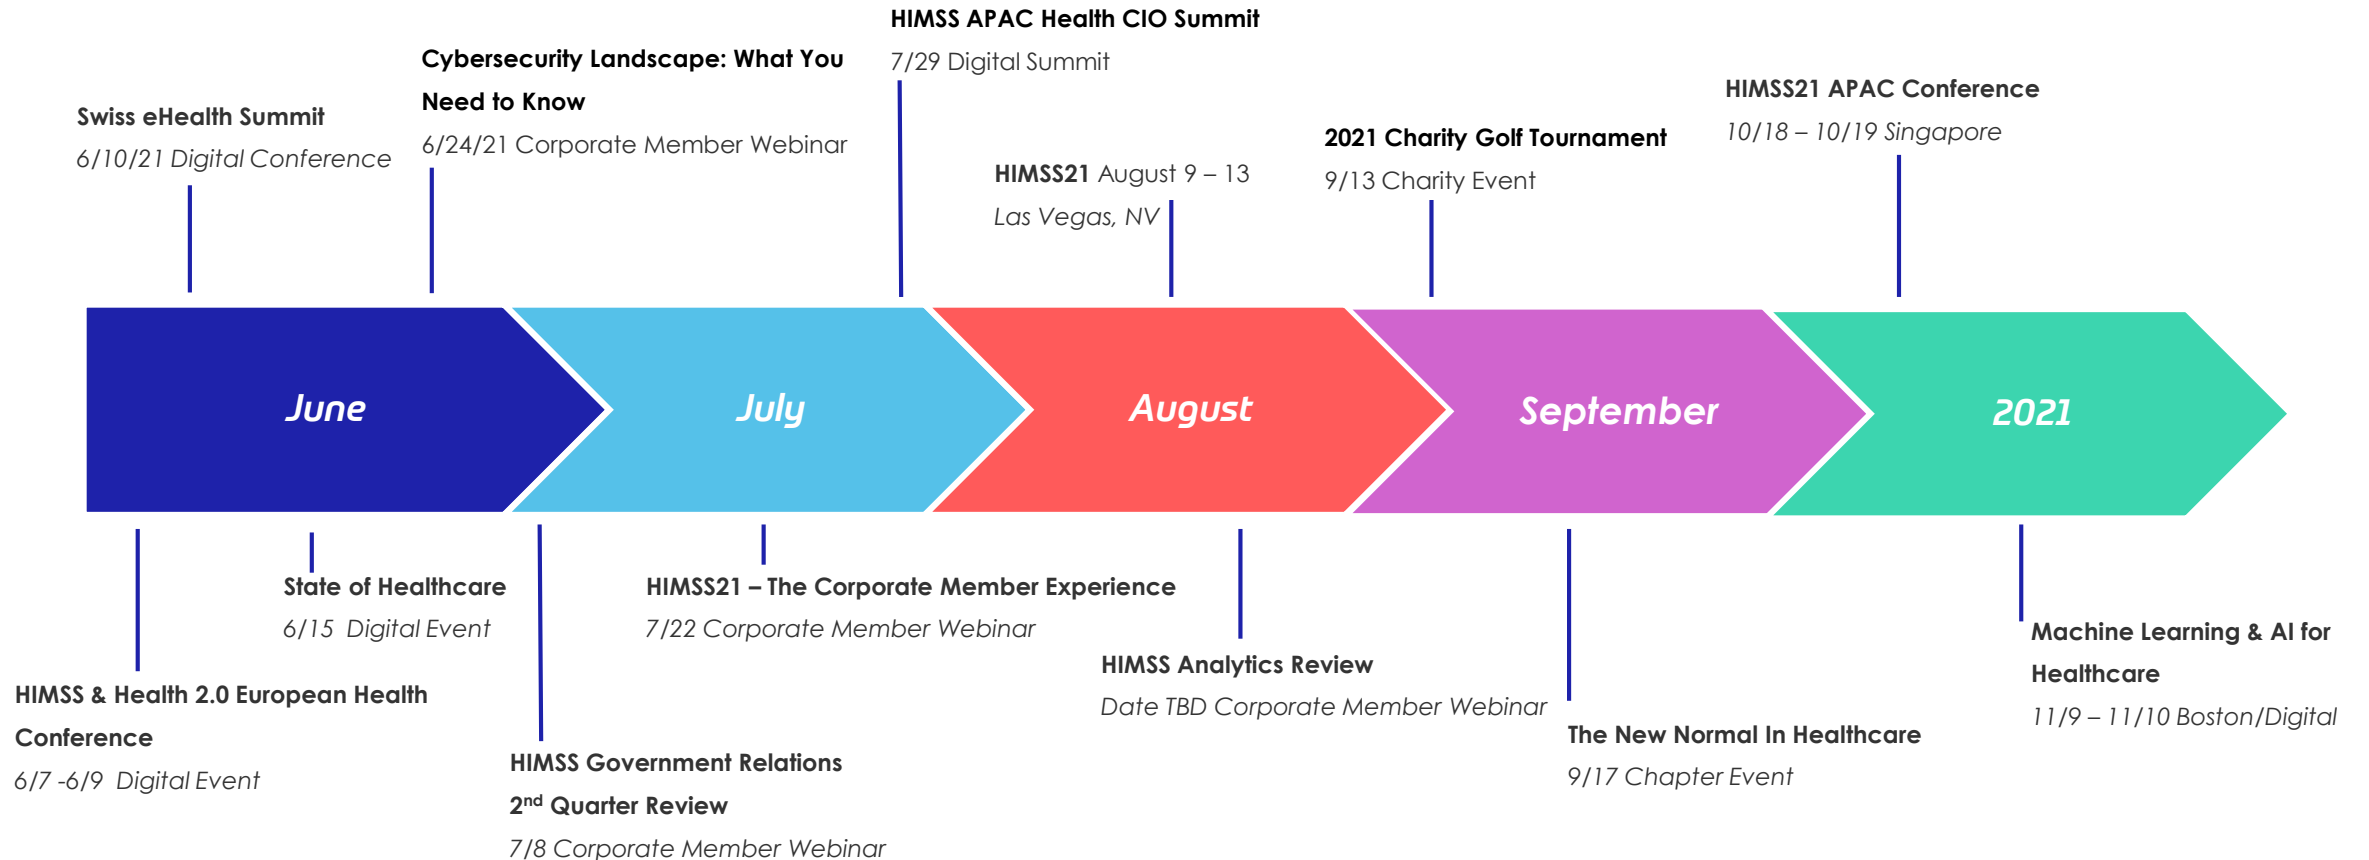 HIMSS APAC Health CIO Summit
7/29 Digital Summit
Cybersecurity Landscape: What You
Need to Know
6/24/21 Corporate Member Webinar
Swiss eHealth Summit
6/10/21 Digital Conference
HIMSS21 August 9 – 13
Las Vegas, NV
2021 Charity Golf Tournament
9/13 Charity Event
HIMSS21 APAC Conference
10/18 – 10/19 Singapore
June
July
August
September
2021
State of Healthcare
6/15  Digital Event
HIMSS & Health 2.0 European Health
Conference
6/7 -6/9  Digital Event
HIMSS21 – The Corporate Member Experience
7/22 Corporate Member Webinar
HIMSS Government Relations
2nd Quarter Review
7/8 Corporate Member Webinar
HIMSS Analytics Review
Date TBD Corporate Member Webinar
The New Normal In Healthcare
9/17 Chapter Event
Machine Learning & AI for
Healthcare
11/9 – 11/10 Boston/Digital